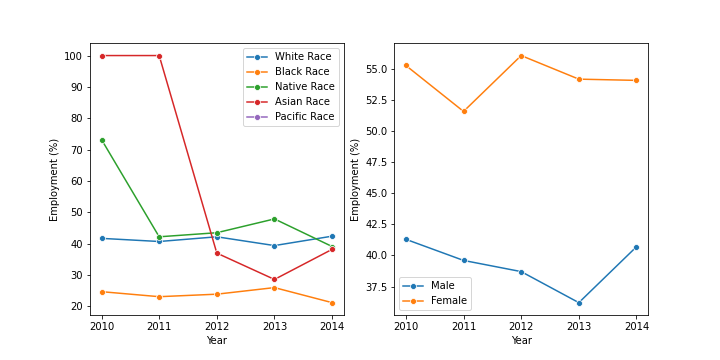 100
90
80
70
60
50
40
30
20
Employment (%)
2010 2011 2012 2013 2014
Year
White Race
Black Race
Native Race
Asian Race
Pacific Race
55.0
52.5
50.0
47.5
45.0
42.5
40.0
37.5
Employment (%)
2010 2011 2012 2013 2014
Year
Male
Female